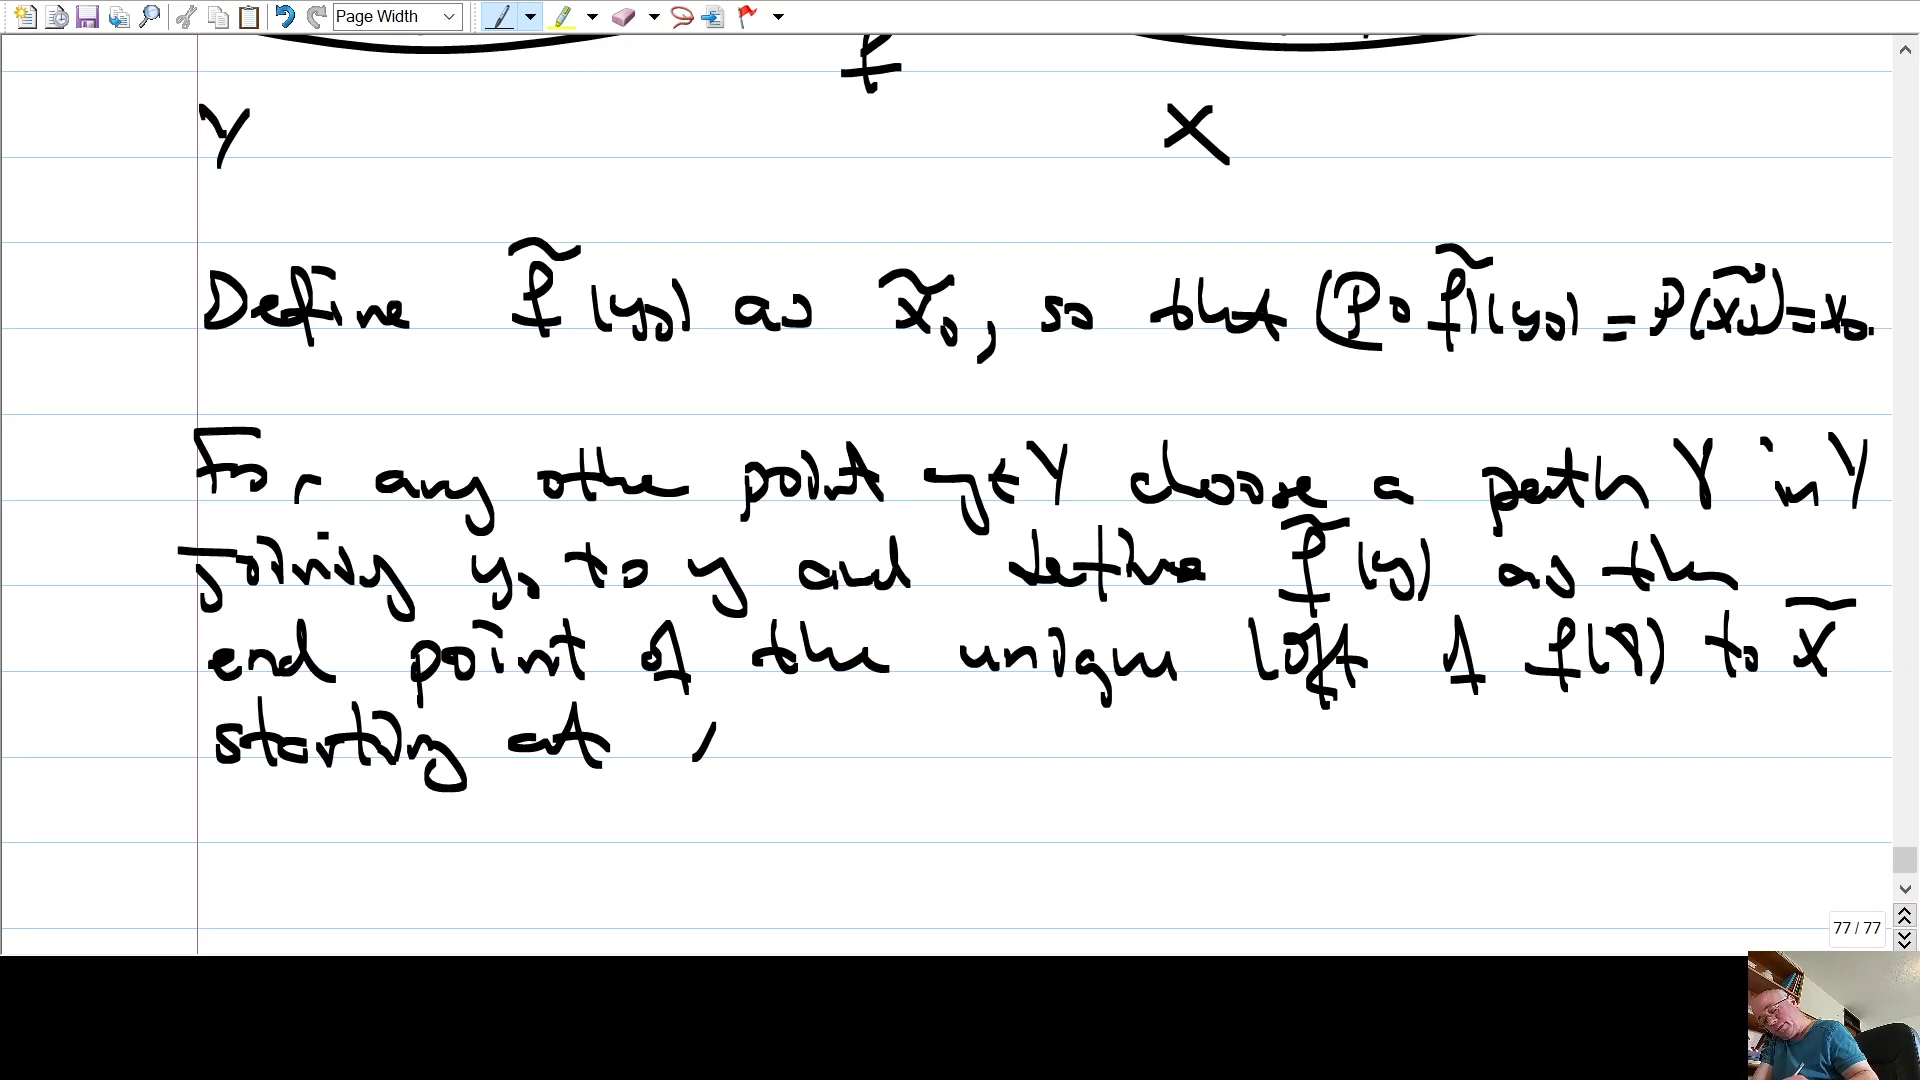 Page Width
f
Y X
Define f̃(y₀) as x̃₀, so that (p∘f̃)(y₀) = p(x̃₀) = x₀.
For any other point y∈Y choose a path γ in Y
joining y₀ to y and define f̃(y) as the
end point of the unique lift of f(γ) to X̃
starting at
77 / 77